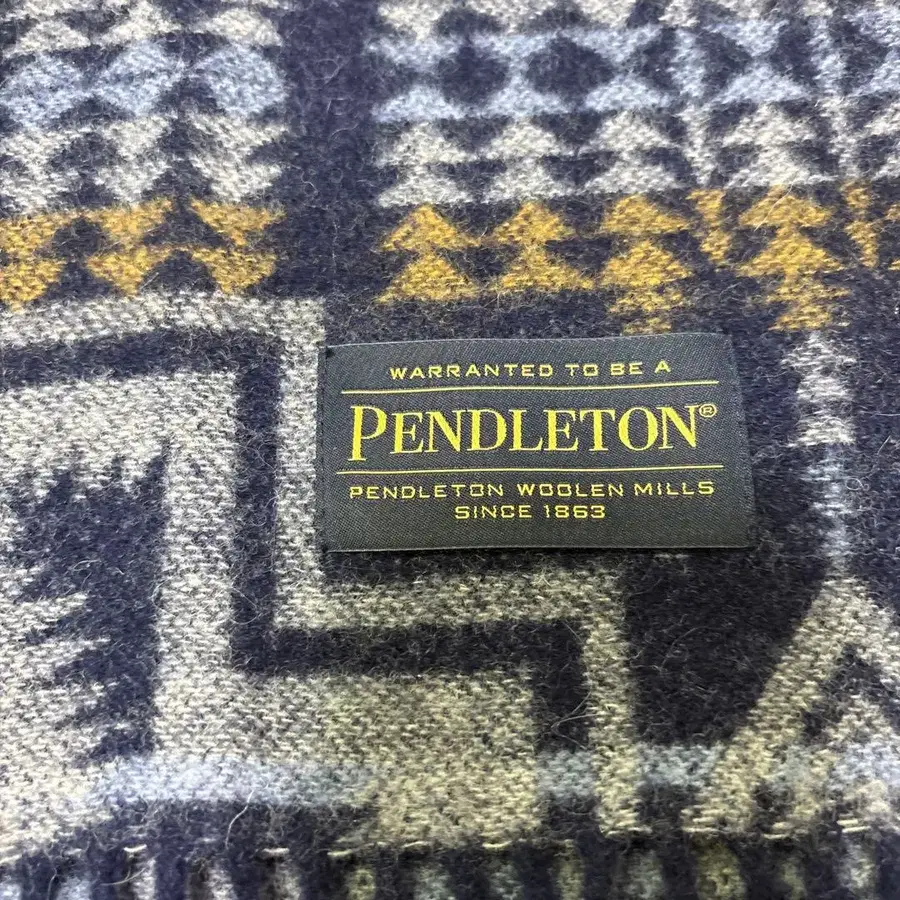 WARRANTED TO BE A
PENDLETON®
PENDLETON WOOLEN MILLS
SINCE 1863